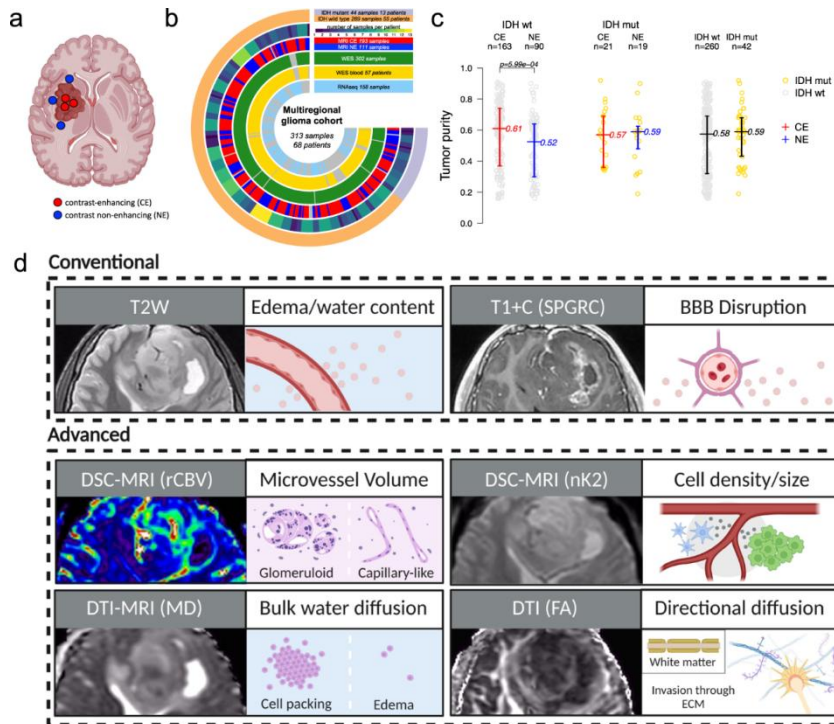 a
contrast-enhancing (CE)
contrast non-enhancing (NE)
b
IDH mutant 44 samples 13 patients
IDH wild type 269 samples 55 patients
number of samples per patient
MRI CE 193 samples
MRI NE 111 samples
WES 302 samples
WES blood 67 patients
RNAseq 198 samples
Multiregional
glioma cohort
313 samples
68 patients
c
IDH wt
IDH mut
CE
NE
CE
NE
IDH wt
IDH mut
n=163
n=90
n=21
n=19
n=260
n=42
p=5.99e−04
Tumor purity
1.0
0.8
0.6
0.4
0.2
0.0
0.61
0.52
0.57
0.59
0.58
0.59
IDH mut
IDH wt
CE
NE
d
Conventional
T2W
Edema/water content
T1+C (SPGRC)
BBB Disruption
Advanced
DSC-MRI (rCBV)
Microvessel Volume
Glomeruloid
Capillary-like
DSC-MRI (nK2)
Cell density/size
DTI-MRI (MD)
Bulk water diffusion
Cell packing
Edema
DTI (FA)
Directional diffusion
White matter
Invasion through
ECM